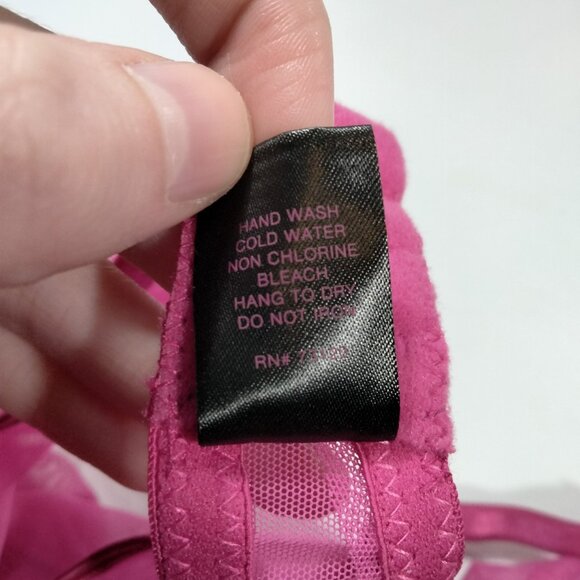 HAND WASH
COLD WATER
NON CHLORINE
BLEACH
HANG TO DRY
DO NOT IRON
RN#